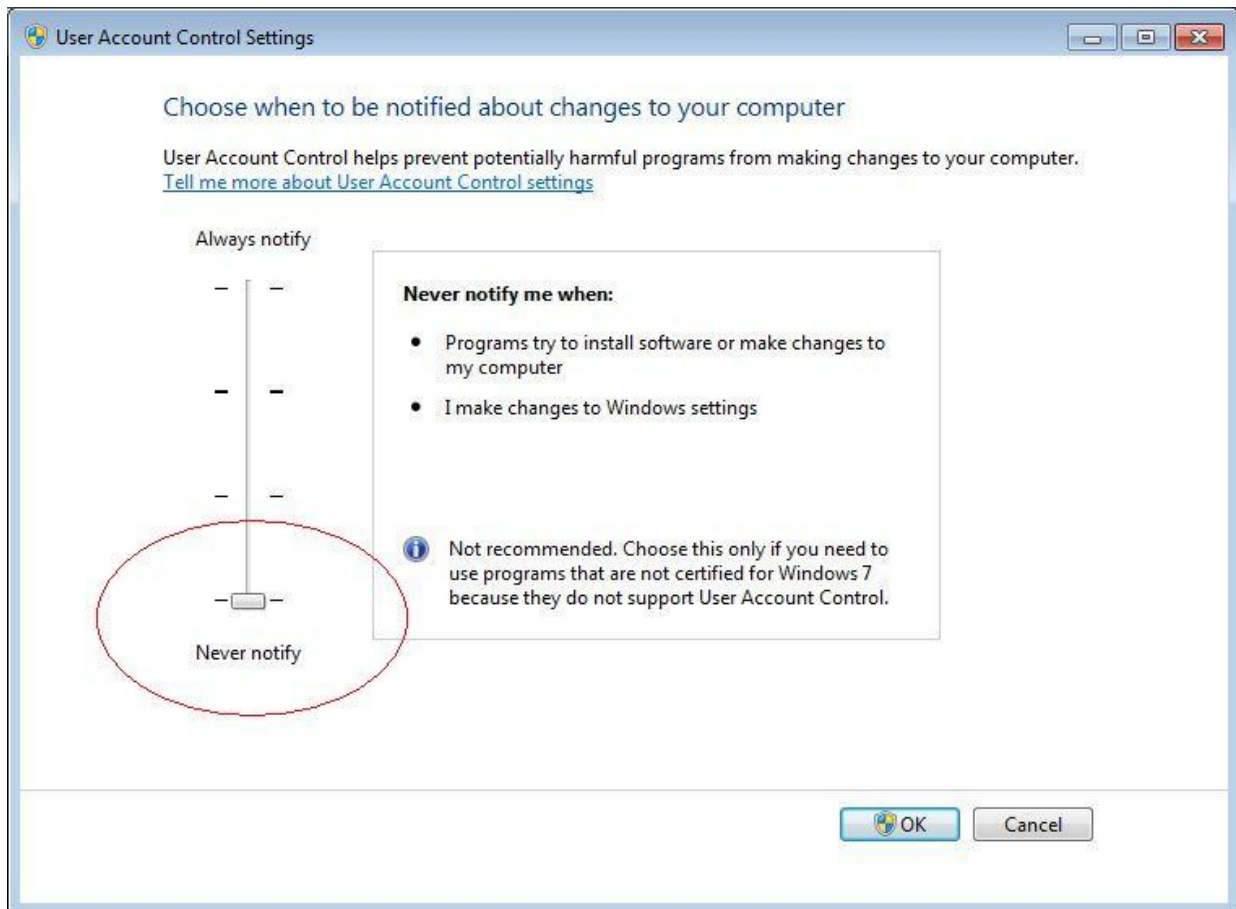 User Account Control Settings
Choose when to be notified about changes to your computer
User Account Control helps prevent potentially harmful programs from making changes to your computer.
Tell me more about User Account Control settings
Always notify
Never notify me when:
Programs try to install software or make changes to
my computer
I make changes to Windows settings
Not recommended. Choose this only if you need to
use programs that are not certified for Windows 7
because they do not support User Account Control.
Never notify
OK
Cancel